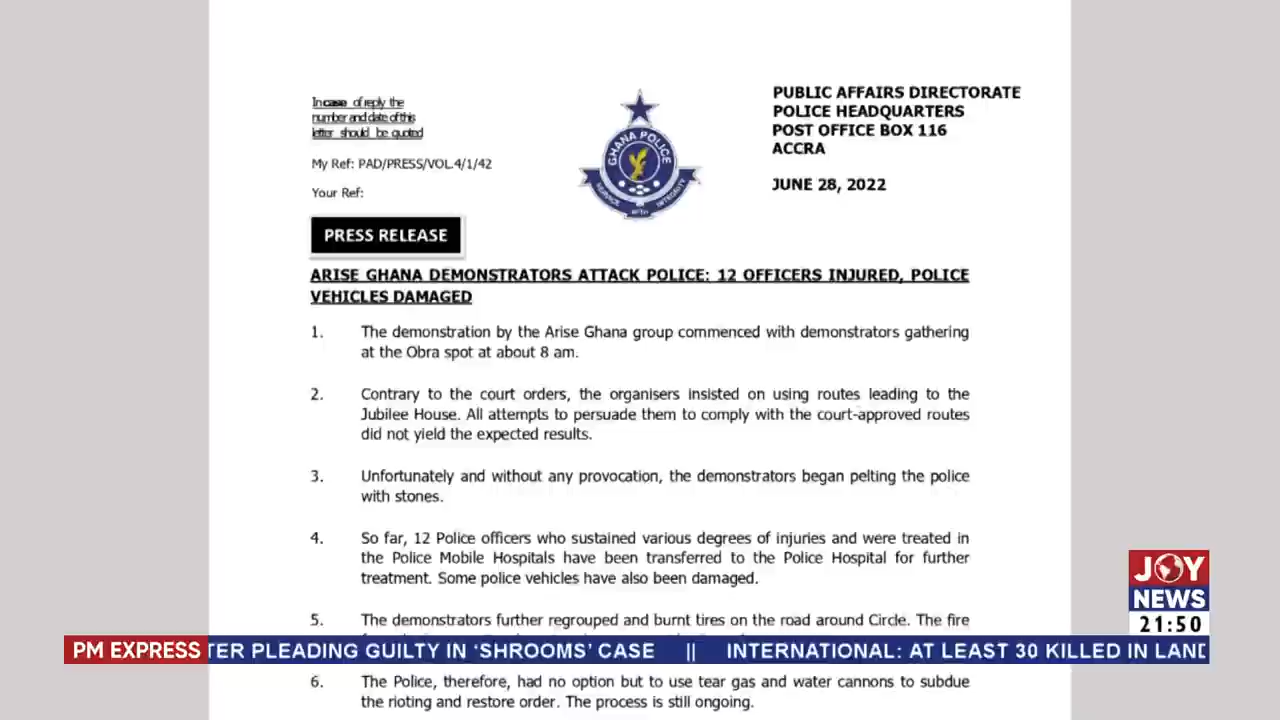 In case of reply the
number and date of this
letter should be quoted
My Ref: PAD/PRESS/VOL.4/1/42
Your Ref:
GHANA POLICE
SERVICE WITH INTEGRITY
PUBLIC AFFAIRS DIRECTORATE
POLICE HEADQUARTERS
POST OFFICE BOX 116
ACCRA
JUNE 28, 2022
PRESS RELEASE
ARISE GHANA DEMONSTRATORS ATTACK POLICE: 12 OFFICERS INJURED, POLICE
VEHICLES DAMAGED
1. The demonstration by the Arise Ghana group commenced with demonstrators gathering
at the Obra spot at about 8 am.
2. Contrary to the court orders, the organisers insisted on using routes leading to the
Jubilee House. All attempts to persuade them to comply with the court-approved routes
did not yield the expected results.
3. Unfortunately and without any provocation, the demonstrators began pelting the police
with stones.
4. So far, 12 Police officers who sustained various degrees of injuries and were treated in
the Police Mobile Hospitals have been transferred to the Police Hospital for further
treatment. Some police vehicles have also been damaged.
5. The demonstrators further regrouped and burnt tires on the road around Circle. The fire
JOY
NEWS
21:50
PM EXPRESS
TER PLEADING GUILTY IN ‘SHROOMS’ CASE || INTERNATIONAL: AT LEAST 30 KILLED IN LAND
6. The Police, therefore, had no option but to use tear gas and water cannons to subdue
the rioting and restore order. The process is still ongoing.